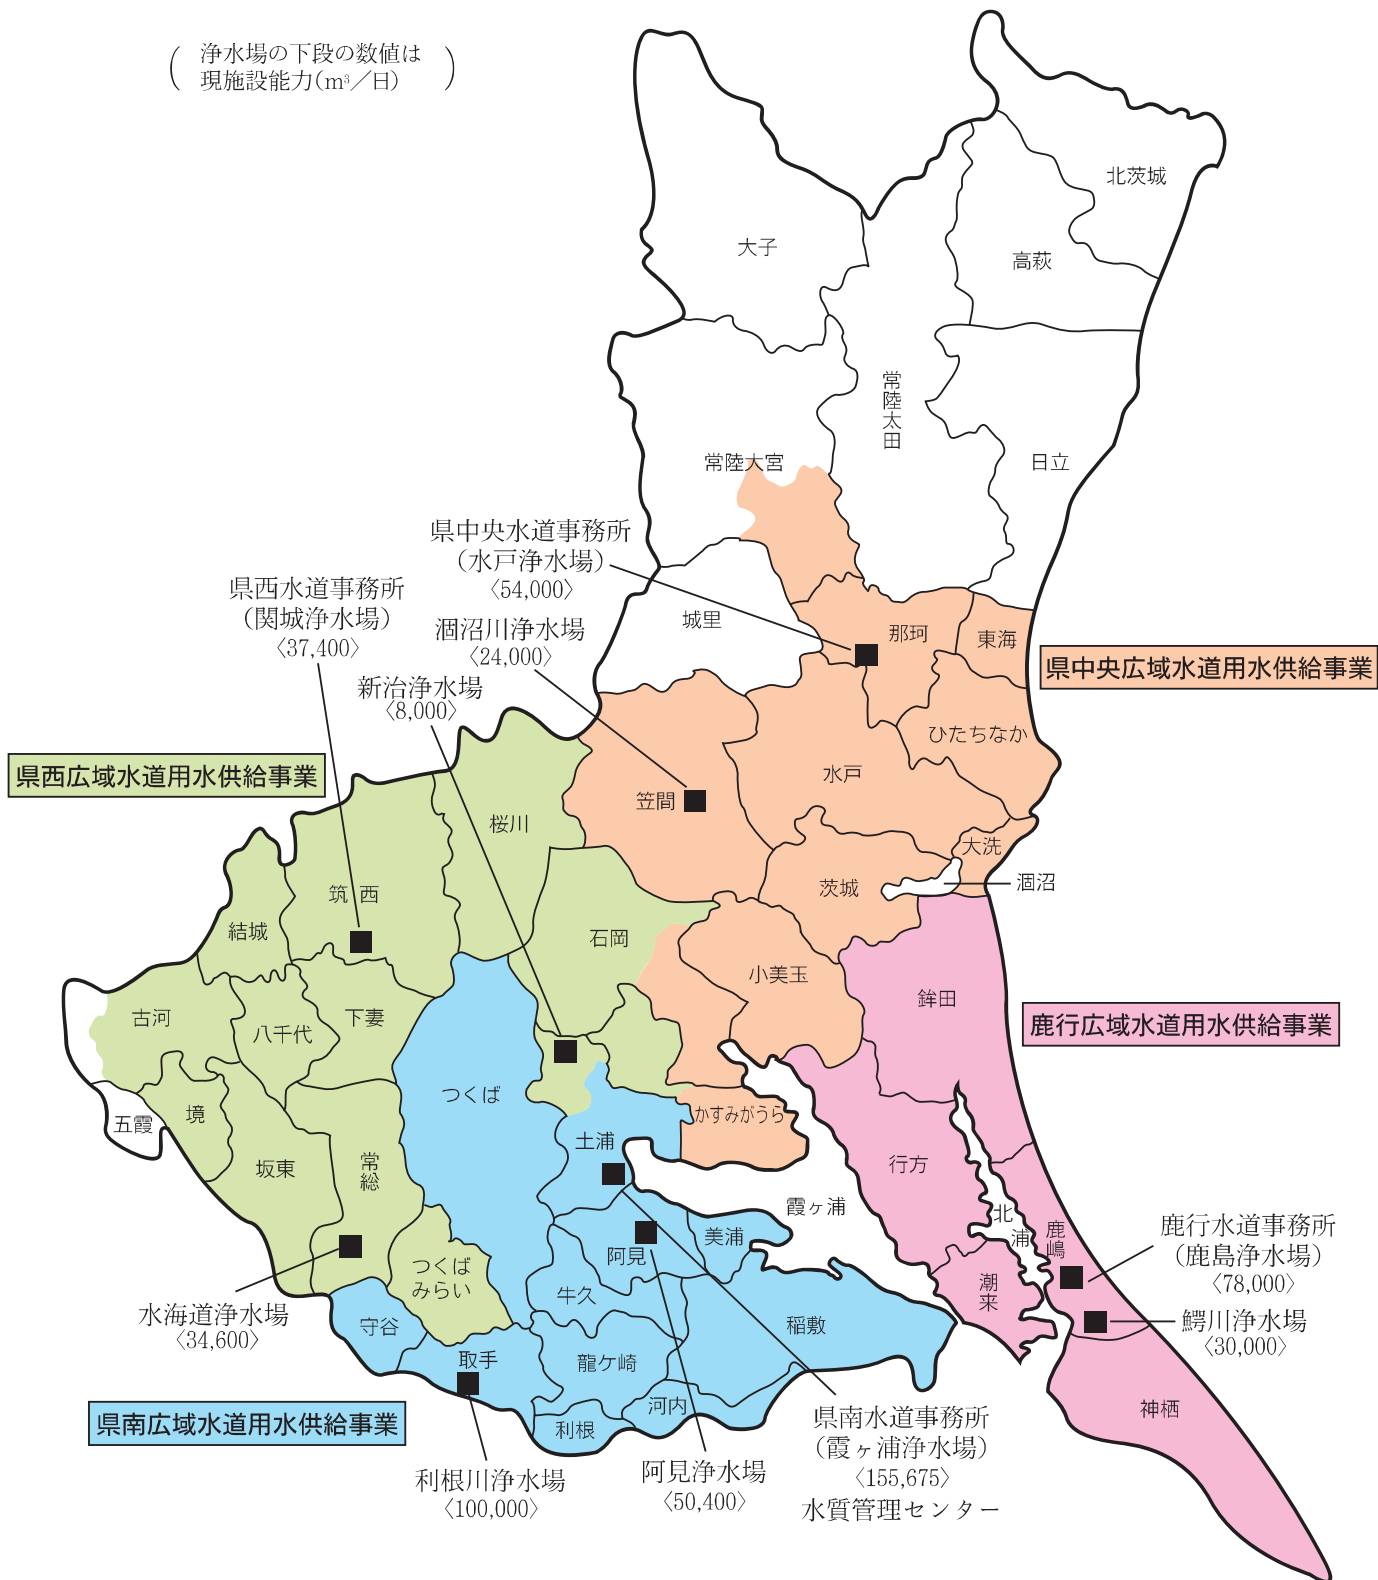 浄水場の下段の数値は
( 現施設能力(m³/日) )
北茨城
大子
高萩
常陸太田
常陸大宮
日立
県中央水道事務所
(水戸浄水場)
〈54,000〉
県西水道事務所
(関城浄水場)
〈37,400〉
涸沼川浄水場
〈24,000〉
新治浄水場
〈8,000〉
城里
那珂
東海
県中央広域水道用水供給事業
ひたちなか
県西広域水道用水供給事業
水戸
笠間
桜川
大洗
茨城
涸沼
筑西
結城
石岡
小美玉
鉾田
鹿行広域水道用水供給事業
古河
八千代
下妻
つくば
かすみがうら
境
五霞
土浦
坂東
常総
行方
霞ヶ浦
北浦
鹿嶋
鹿行水道事務所
(鹿島浄水場)
〈78,000〉
美浦
阿見
つくば
みらい
牛久
潮来
水海道浄水場
〈34,600〉
守谷
稲敷
鰐川浄水場
〈30,000〉
取手
龍ケ崎
河内
神栖
県南広域水道用水供給事業
利根
県南水道事務所
(霞ヶ浦浄水場)
〈155,675〉
水質管理センター
利根川浄水場
〈100,000〉
阿見浄水場
〈50,400〉